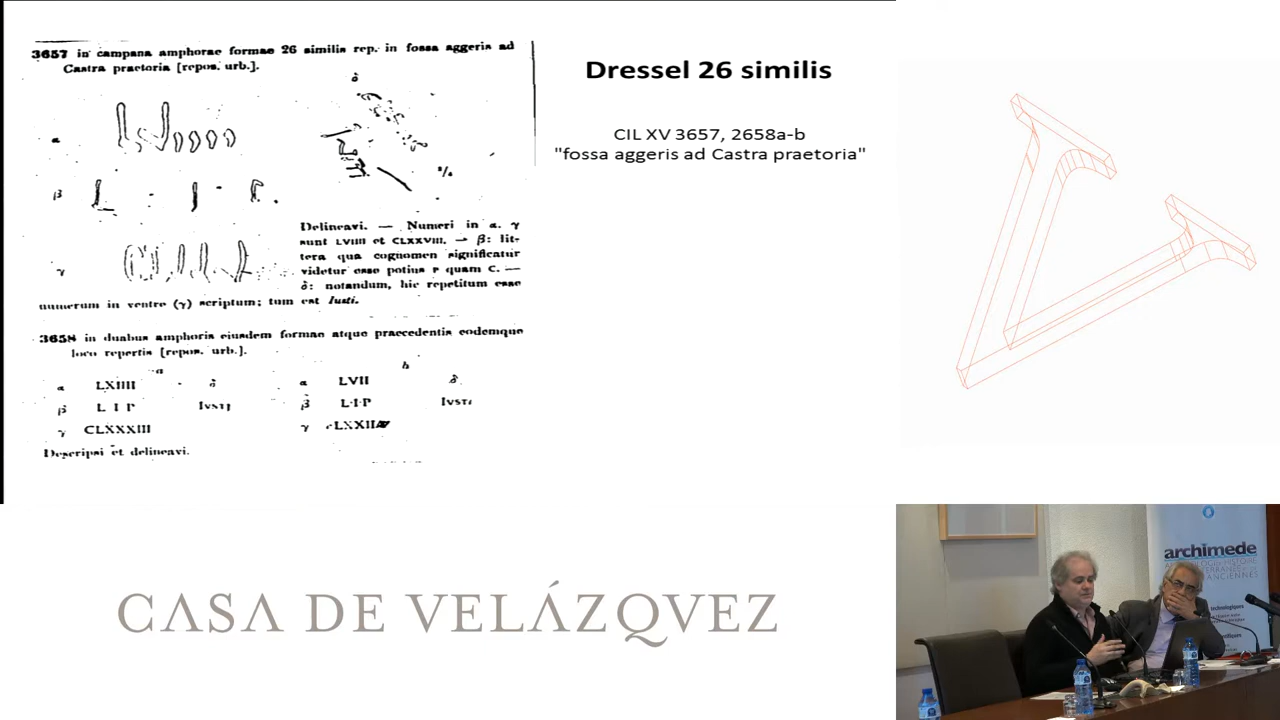 3657 in campana amphorae formae 26 similis rep. in fossa aggeris ad
Castra praetoria [repos. urb.].
α
β
γ
δ
Delineavi. — Numeri in α. γ
sunt LVIIII et CLXXVIII. — β: lit-
tera qua cognomen significatur
videtur esse potius P quam C. —
δ: notandum, hic repetitum esse
numerum in ventre (γ) scriptum; tum est Iusti.
3658 in duabus amphoris eiusdem formae atque praecedentis eodemque
loco repertis [repos. urb.].
a
α LXIIII δ
β L I P IVSTI
γ CLXXXIII
b
α LVII δ
β L·I·P IVSTI
γ
Descripsi et delineavi.
Dressel 26 similis
CIL XV 3657, 2658a-b
"fossa aggeris ad Castra praetoria"
CASA DE VELÁZQVEZ
archimede